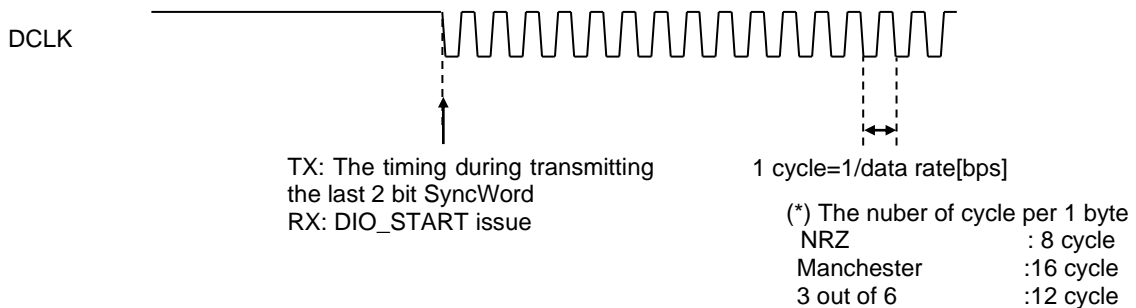 DCLK
TX: The timing during transmitting
the last 2 bit SyncWord
RX: DIO_START issue
1 cycle=1/data rate[bps]
(*) The nuber of cycle per 1 byte
NRZ : 8 cycle
Manchester :16 cycle
3 out of 6 :12 cycle